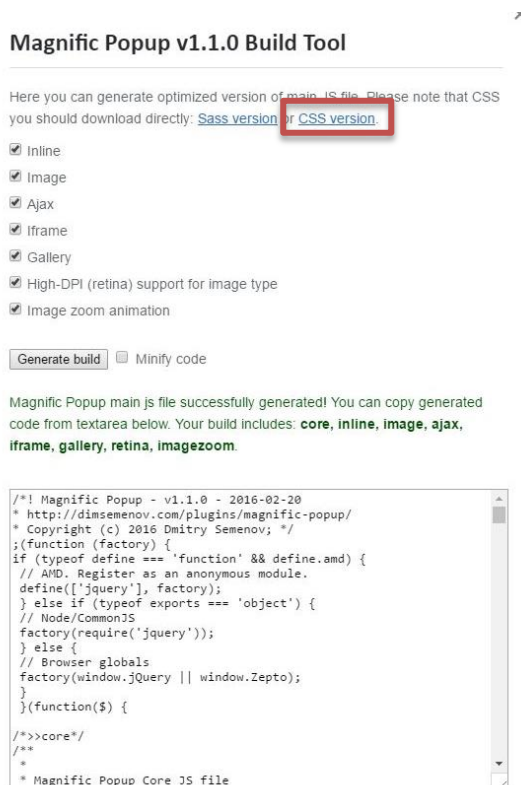 Magnific Popup v1.1.0 Build Tool
Here you can generate optimized version of main JS file. Please note that CSS
you should download directly: Sass version or CSS version.
Inline
Image
Ajax
Iframe
Gallery
High-DPI (retina) support for image type
Image zoom animation
Generate build Minify code
Magnific Popup main js file successfully generated! You can copy generated
code from textarea below. Your build includes: core, inline, image, ajax,
iframe, gallery, retina, imagezoom.
/*! Magnific Popup - v1.1.0 - 2016-02-20
* http://dimsemenov.com/plugins/magnific-popup/
* Copyright (c) 2016 Dmitry Semenov; */
;(function (factory) {
if (typeof define === 'function' && define.amd) {
// AMD. Register as an anonymous module.
define(['jquery'], factory);
} else if (typeof exports === 'object') {
// Node/CommonJS
factory(require('jquery'));
} else {
// Browser globals
factory(window.jQuery || window.Zepto);
}
}(function($) {
/*>>core*/
/**
*
* Magnific Popup Core JS file